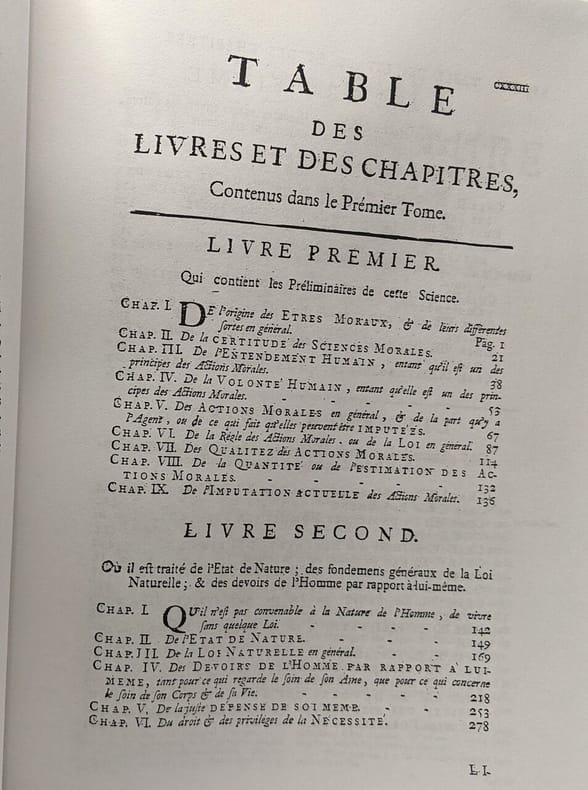 CXXXIII
TABLE
DES
LIVRES ET DES CHAPITRES,
Contenus dans le Prémier Tome.
LIVRE PREMIER.
Qui contient les Préliminaires de cette Science.
CHAP. I. DE l'origine des ETRES MORAUX, & de leurs différentes
sortes en général. Pag. 1
CHAP. II. De la CERTITUDE des SCIENCES MORALES. 21
CHAP. III. De l'ENTENDEMENT HUMAIN, entant qu'il est un des
principes des Actions Morales. 38
CHAP. IV. De la VOLONTÉ HUMAIN, entant qu'elle est un des prin-
cipes des Actions Morales. - - - - 53
CHAP. V. Des ACTIONS MORALES en général, & de la part qu'y a
l'Agent, ou de ce qui fait qu'elles peuvent être IMPUTÉES. 67
CHAP. VI. De la Règle des Actions Morales, ou de la LOI en général. 87
CHAP. VII. Des QUALITEZ des ACTIONS MORALES. 114
CHAP. VIII. De la QUANTITÉ ou de l'ESTIMATION DES AC-
TIONS MORALES. - - - - 132
CHAP. IX. De l'IMPUTATION ACTUELLE des Actions Morales. 136
LIVRE SECOND.
Où il est traité de l'Etat de Nature; des fondemens généraux de la Loi
Naturelle; & des devoirs de l'Homme par rapport à lui-même.
CHAP. I. QU'il n'est pas convenable à la Nature de l'Homme, de vivre
sans quelque Loi. - - - - 142
CHAP. II. De l'ETAT DE NATURE. - - - - 149
CHAP. III. De la LOI NATURELLE en général. - - - 169
CHAP. IV. Des DEVOIRS DE L'HOMME PAR RAPPORT A' LUI-
MEME, tant pour ce qui regarde le soin de son Ame, que pour ce qui concerne
le soin de son Corps & de sa Vie. - - - - - 218
CHAP. V. De la juste DÉFENSE DE SOI MEME. - - 253
CHAP. VI. Du droit & des privilèges de la NÉCESSITÉ. - 278
LI-